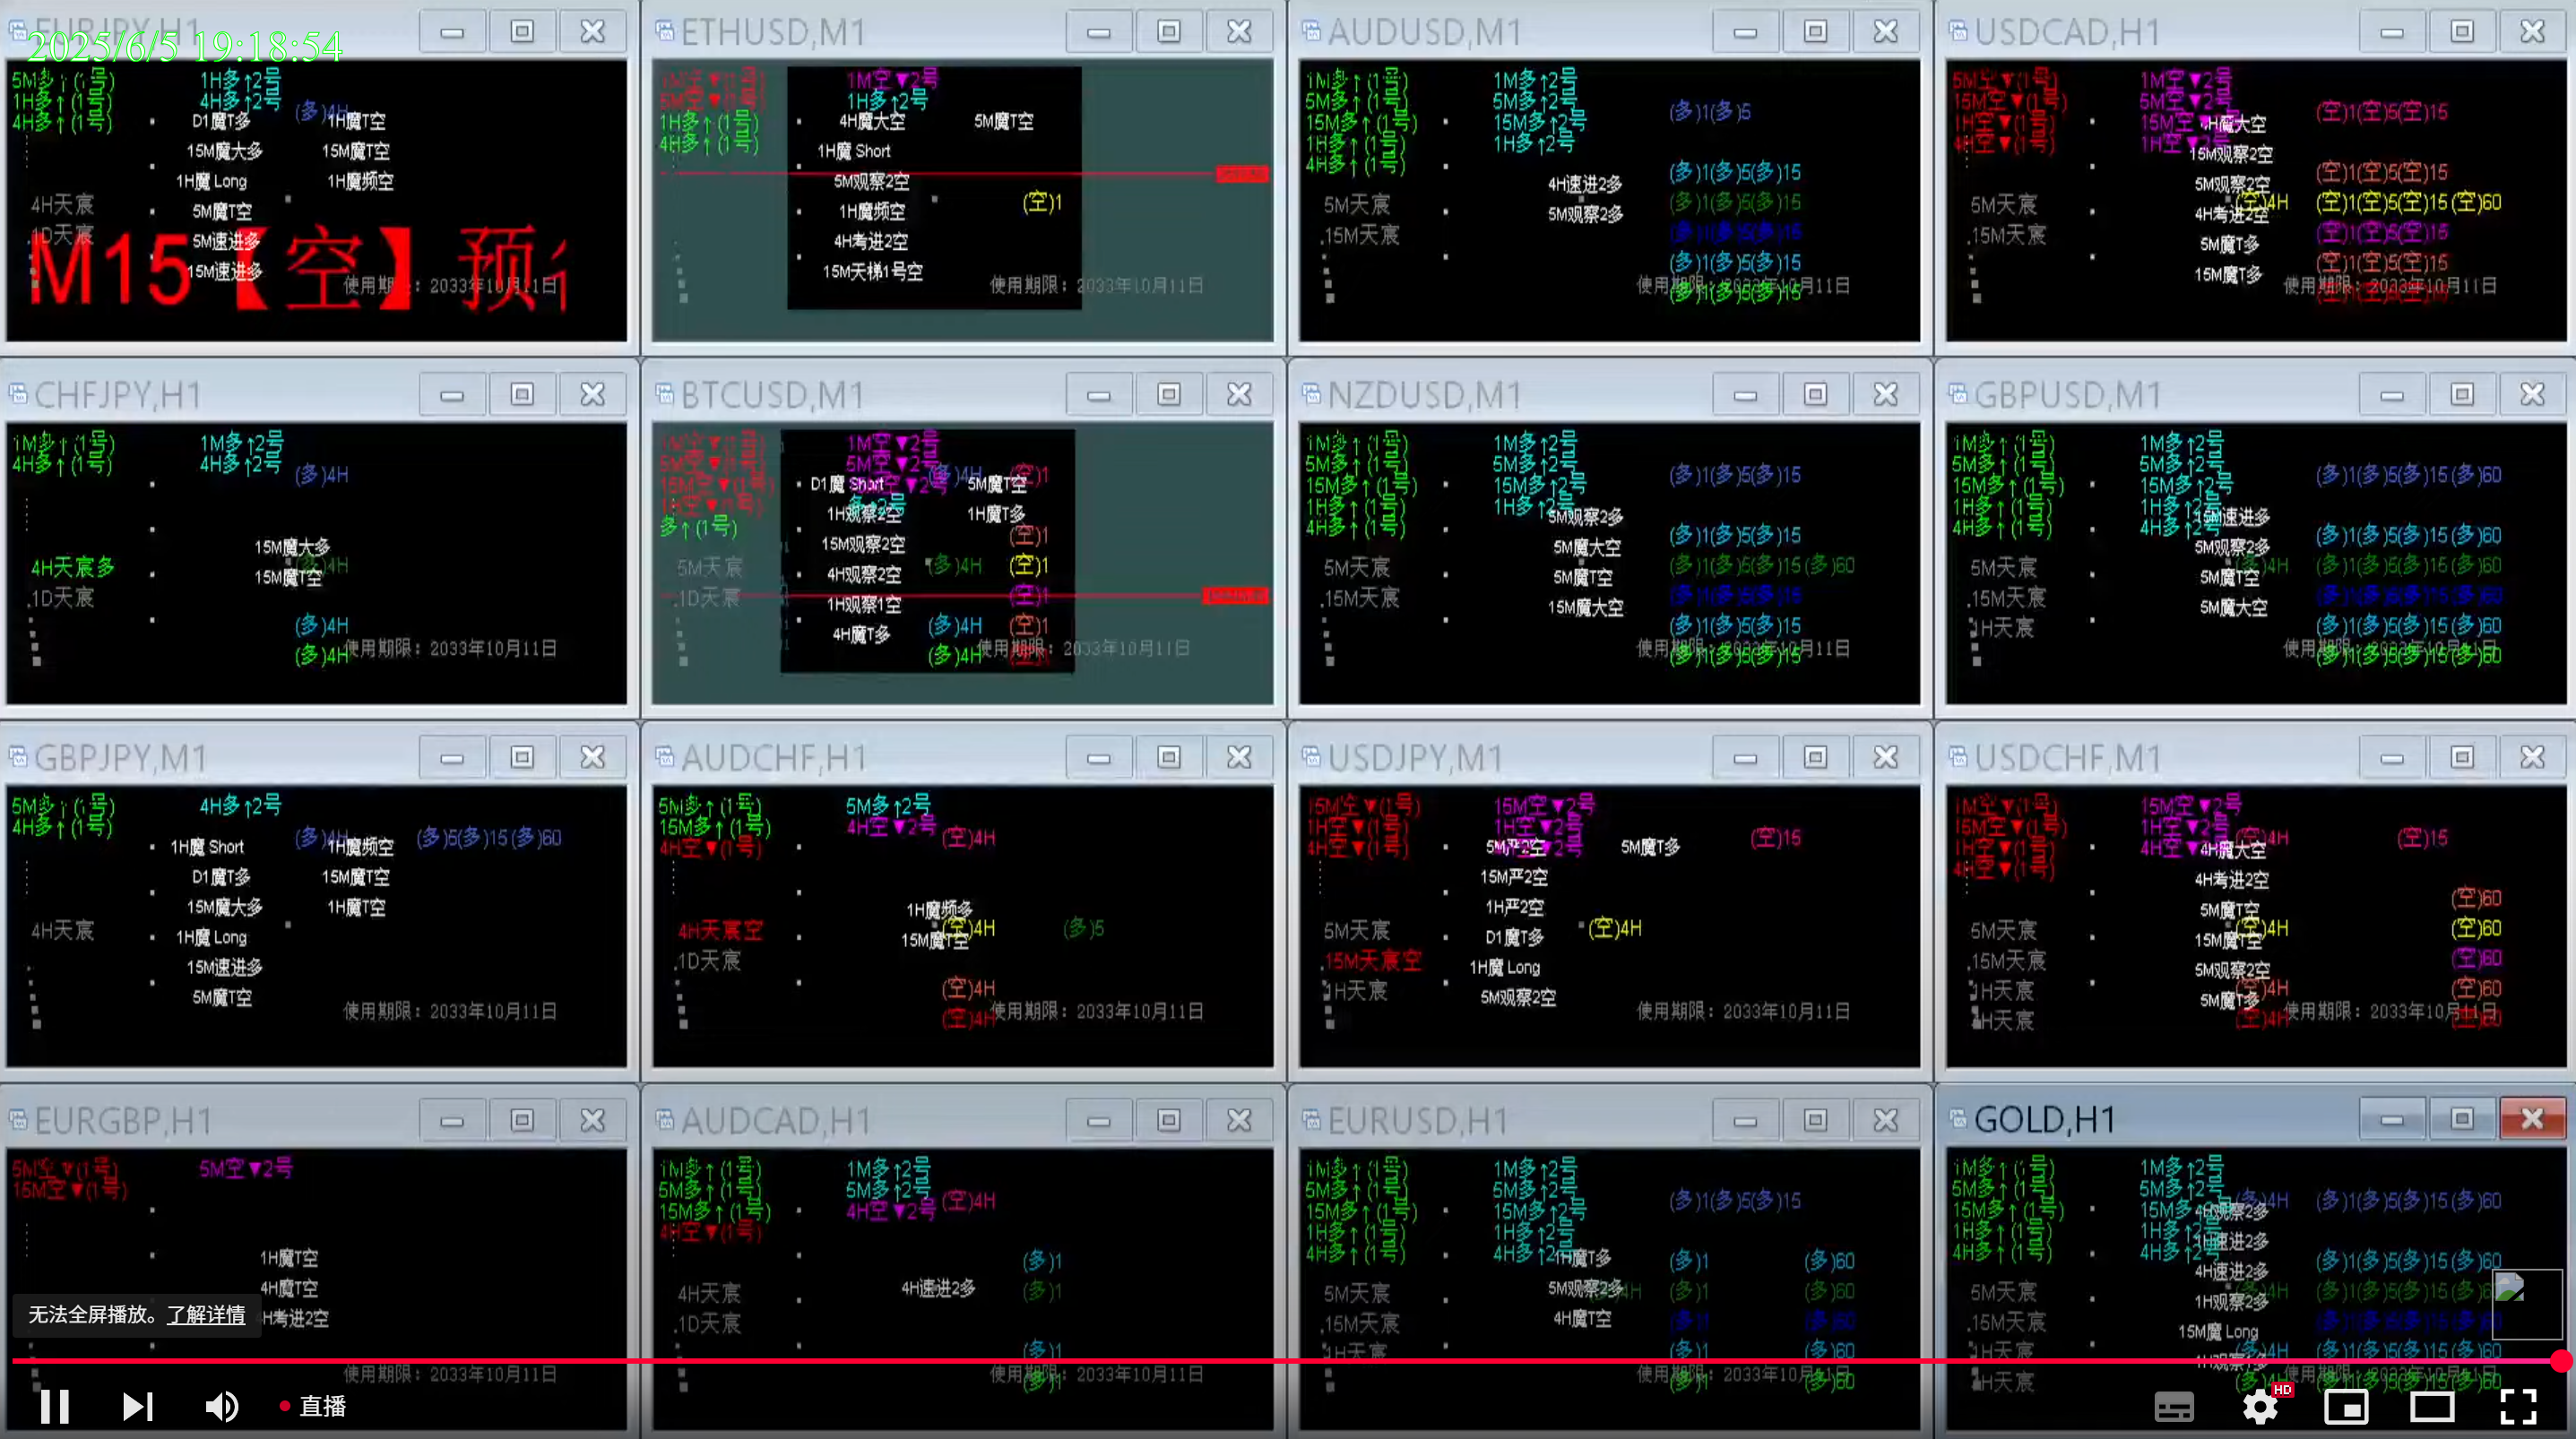 EURJPY,H1
2025/6/5 19:18:54
5M多↑(1号) 1H多↑2号
1H多↑(1号) 4H多↑2号 (多)4H
4H多↑(1号) D1魔T多 1H魔T空
15M魔大多 15M魔T空
1H魔 Long 1H魔频空
4H天宸 5M魔T空
1D天宸 5M速进多
15M速进多
M15【空】预
使用期限：2033年10月11日
ETHUSD,M1
1M空▼(1号) 1M空▼2号
5M空▼(1号) 1H多↑2号
1H多↑(1号) 4H魔大空 5M魔T空
4H多↑(1号) 1H魔 Short
5M观察2空
1H魔频空 (空)1
4H考进2空
15M天梯1号空
使用期限：2033年10月11日
AUDUSD,M1
1M多↑(1号) 1M多↑2号
5M多↑(1号) 5M多↑2号 (多)1(多)5
15M多↑(1号) 15M多↑2号
1H多↑(1号) 1H多↑2号
4H多↑(1号) (多)1(多)5(多)15
4H速进2多
5M天宸 5M观察2多 (多)1(多)5(多)15
15M天宸 (多)1(多)5(多)15
(多)1(多)5(多)15
使用期限：2033年10月11日
(多)1(多)5(多)15
USDCAD,H1
5M空▼(1号) 1M空▼2号
15M空▼(1号) 5M空▼2号 (空)1(空)5(空)15
1H空▼(1号) 15M空▼2号 4H魔大空
4H空▼(1号) 1H空▼2号
15M观察2空 (空)1(空)5(空)15
5M观察2空
5M天宸 4H考进2空 (空)4H (空)1(空)5(空)15(空)60
15M天宸 5M魔T多 (空)1(空)5(空)15
15M魔T多 (空)1(空)5(空)15
使用期限：2033年10月11日
CHFJPY,H1
1M多↑(1号) 1M多↑2号
4H多↑(1号) 4H多↑2号 (多)4H
15M魔大多
4H天宸多 15M魔T空 (多)4H
1D天宸
(多)4H
(多)4H 使用期限：2033年10月11日
BTCUSD,M1
1M空▼(1号) 1M空▼2号
5M空▼(1号) 5M空▼2号 (多)4H (空)1
15M空▼(1号) D1魔 Short 5M魔T空
多↑(1号) 1H观察2空 1H魔T多
15M观察2空 (空)1
5M天宸 4H观察2空 (多)4H (空)1
1D天宸 1H观察1空 (空)1
4H魔T多 (多)4H (空)1
(多)4H 使用期限：2033年10月11日
NZDUSD,M1
1M多↑(1号) 1M多↑2号
5M多↑(1号) 5M多↑2号 (多)1(多)5(多)15
15M多↑(1号) 15M多↑2号
1H多↑(1号) 1H多↑2号
4H多↑(1号) 5M观察2多 (多)1(多)5(多)15
5M魔大空
5M天宸 5M魔T空 (多)1(多)5(多)15(多)60
15M天宸 15M魔大空 (多)1(多)5(多)15
(多)1(多)5(多)15
使用期限：2033年10月11日
(多)1(多)5(多)15
GBPUSD,M1
1M多↑(1号) 1M多↑2号
5M多↑(1号) 5M多↑2号 (多)1(多)5(多)15(多)60
15M多↑(1号) 15M多↑2号
1H多↑(1号) 1H多↑2号
4H多↑(1号) 4H多↑2号 15M速进多 (多)1(多)5(多)15(多)60
5M观察2多
5M天宸 5M魔T空 (多)4H (多)1(多)5(多)15(多)60
15M天宸 5M魔大空 (多)1(多)5(多)15(多)60
1H天宸 (多)1(多)5(多)15(多)60
使用期限：2033年10月11日
(多)1(多)5(多)15(多)60
GBPJPY,M1
5M多↑(1号) 4H多↑2号
4H多↑(1号) (多)4H (多)5(多)15(多)60
1H魔 Short 1H魔频空
D1魔T多 15M魔T空
15M魔大多 1H魔T空
4H天宸 1H魔 Long
15M速进多
5M魔T空
使用期限：2033年10月11日
AUDCHF,H1
5M多↑(1号) 5M多↑2号
15M多↑(1号) 4H空▼2号 (空)4H
4H空▼(1号)
1H魔频多
4H天宸空 (空)4H (多)5
15M魔T空
1D天宸
(空)4H
(空)4H 使用期限：2033年10月11日
USDJPY,M1
15M空▼(1号) 15M空▼2号
1H空▼(1号) 1H空▼2号 (空)15
4H空▼(1号) 5M严2空 5M魔T多
15M严2空
1H严2空
5M天宸 D1魔T多 (空)4H
15M天宸空 1H魔 Long
1H天宸 5M观察2空
使用期限：2033年10月11日
USDCHF,M1
1M空▼(1号) 15M空▼2号
15M空▼(1号) 1H空▼2号 (空)4H (空)15
1H空▼(1号) 4H空▼2号 4H魔大空
4H空▼(1号) 4H考进2空
5M魔T空 (空)60
5M天宸 15M魔T空 (空)4H (空)60
15M天宸 5M观察2空 (空)60
1H天宸 5M魔T多 (空)4H (空)60
4H天宸 (空)4H 使用期限：2033年10月11日
EURGBP,H1
5M空▼(1号) 5M空▼2号
15M空▼(1号)
1H魔T空
4H魔T空
4H考进2空
使用期限：2033年10月11日
AUDCAD,H1
1M多↑(1号) 1M多↑2号
5M多↑(1号) 5M多↑2号
15M多↑(1号) 4H空▼2号 (空)4H
4H空▼(1号)
(多)1
4H天宸 4H速进2多 (多)1
1D天宸
(多)1
使用期限：2033年10月11日
(多)1
EURUSD,H1
1M多↑(1号) 1M多↑2号
5M多↑(1号) 5M多↑2号 (多)1(多)5(多)15
15M多↑(1号) 15M多↑2号
1H多↑(1号) 1H多↑2号
4H多↑(1号) 4H多↑2号 1H魔T多 (多)1 (多)60
5M天宸 5M观察2多 (多)1 (多)60
15M天宸 4H魔T空 (多)1 (多)60
1H天宸 (多)1 (多)60
使用期限：2033年10月11日
(多)1 (多)60
GOLD,H1
1M多↑(1号) 1M多↑2号
5M多↑(1号) 5M多↑2号 (多)4H (多)1(多)5(多)15(多)60
15M多↑(1号) 15M多↑2号 4H观察2多
1H多↑(1号) 1H多↑2号 1H速进2多
4H多↑(1号) 4H多↑2号 (多)1(多)5(多)15(多)60
4H速进2多
5M天宸 1H观察2多 (多)1(多)5(多)15
15M天宸 15M魔 Long (多)1(多)5(多)15(多)60
1H天宸 (多)4H (多)1(多)5(多)15(多)60
4H天宸 使用期限：2033年10月11日
无法全屏播放。了解详情
直播
HD